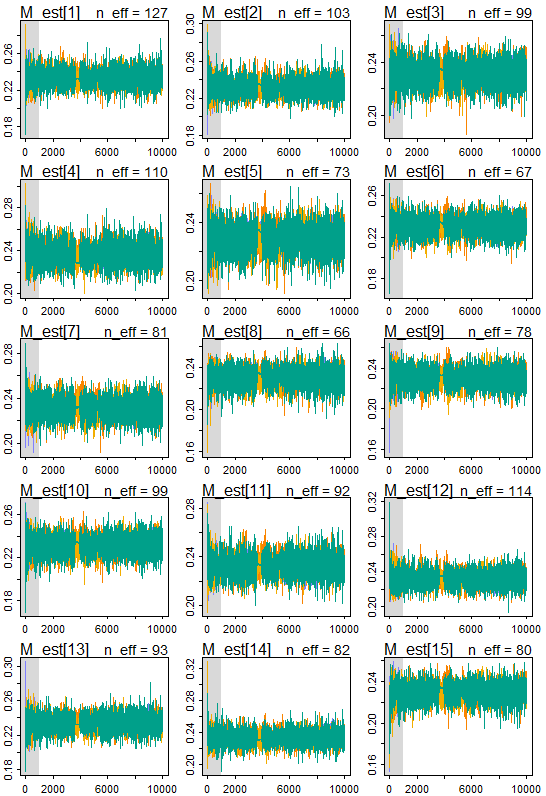 M_est[1] n_eff = 127
M_est[2] n_eff = 103
M_est[3] n_eff = 99
0.18 0.22 0.26
0.18 0.22 0.26 0.30
0.20 0.24
0 2000 6000 10000
0 2000 6000 10000
0 2000 6000 10000
M_est[4] n_eff = 110
M_est[5] n_eff = 73
M_est[6] n_eff = 67
0.20 0.24 0.28
0.20 0.24
0.18 0.22 0.26
0 2000 6000 10000
0 2000 6000 10000
0 2000 6000 10000
M_est[7] n_eff = 81
M_est[8] n_eff = 66
M_est[9] n_eff = 78
0.20 0.24 0.28
0.16 0.20 0.24
0.16 0.20 0.24
0 2000 6000 10000
0 2000 6000 10000
0 2000 6000 10000
M_est[10] n_eff = 99
M_est[11] n_eff = 92
M_est[12] n_eff = 114
0.18 0.22 0.26
0.20 0.24 0.28
0.20 0.24 0.28 0.32
0 2000 6000 10000
0 2000 6000 10000
0 2000 6000 10000
M_est[13] n_eff = 93
M_est[14] n_eff = 82
M_est[15] n_eff = 80
0.18 0.22 0.26 0.30
0.20 0.24 0.28 0.32
0.16 0.20 0.24
0 2000 6000 10000
0 2000 6000 10000
0 2000 6000 10000